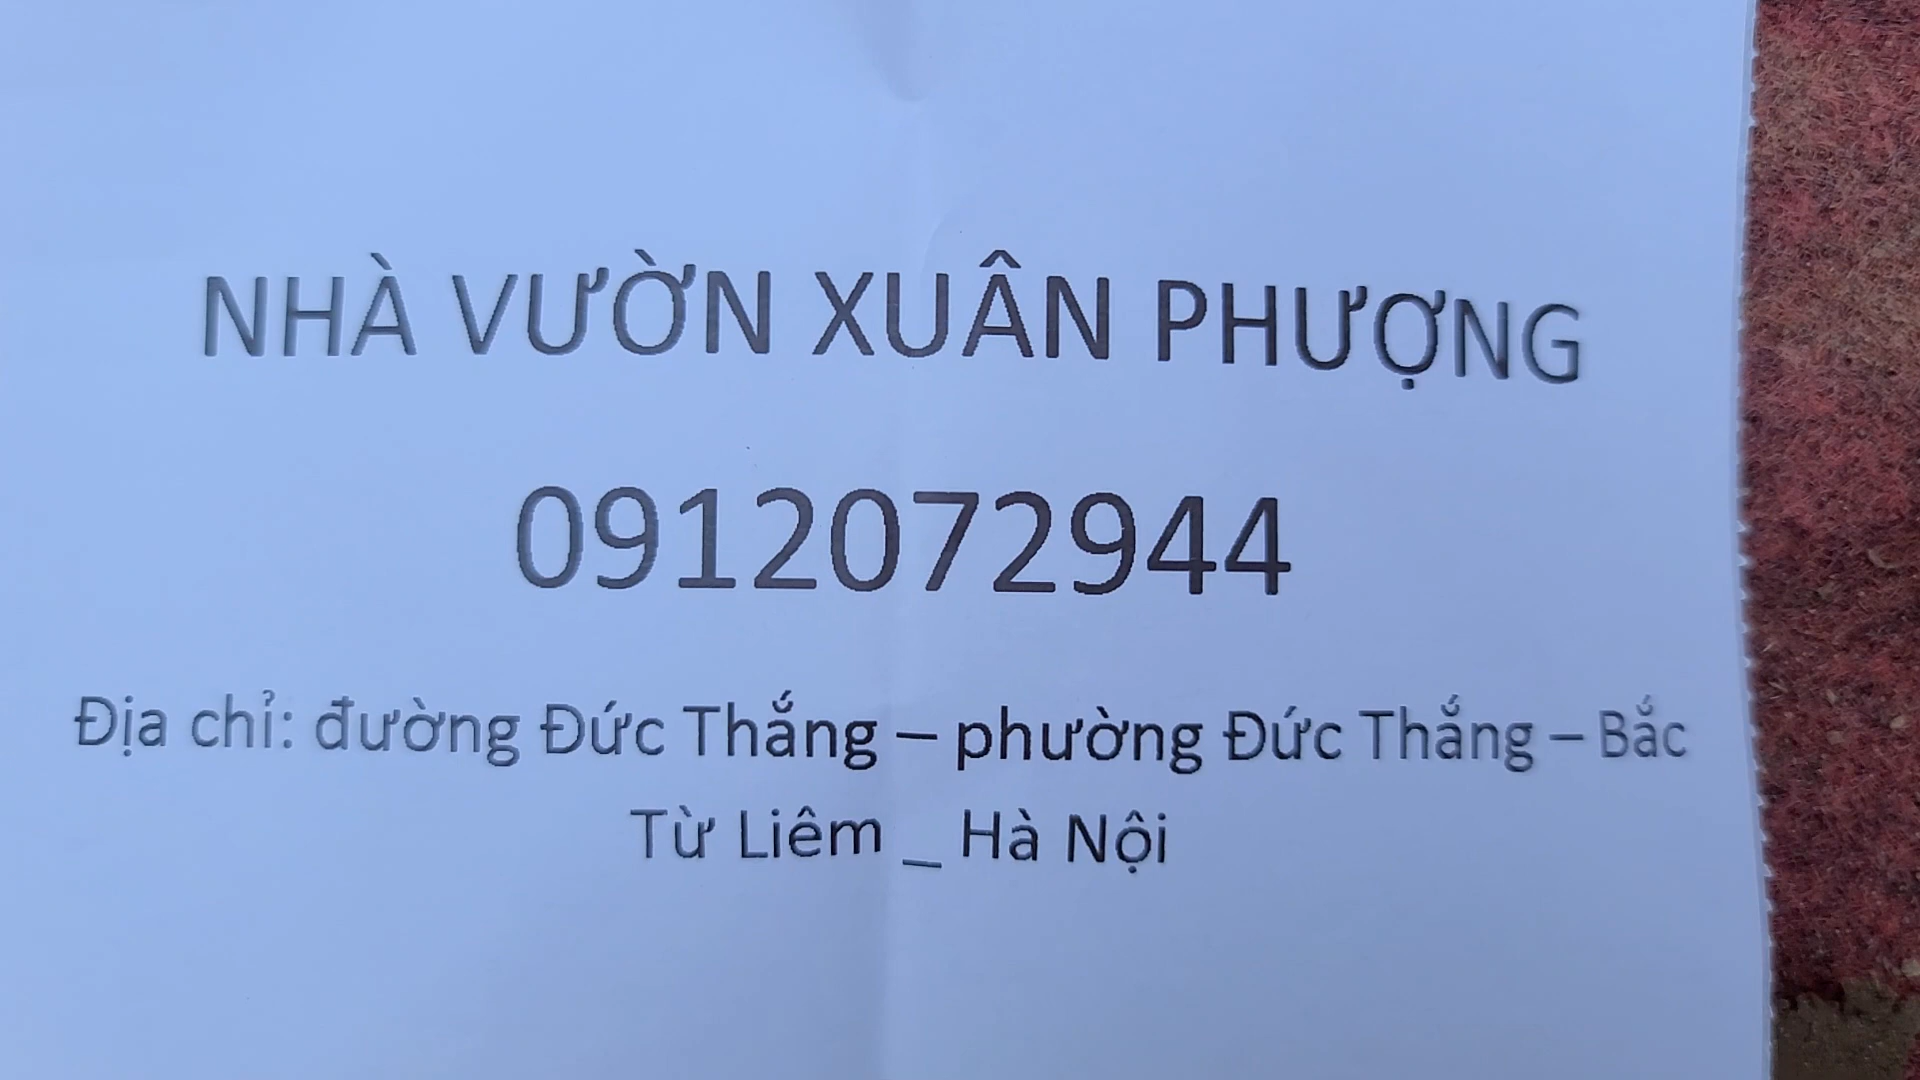 NHÀ VƯỜN XUÂN PHƯỢNG
0912072944
Địa chỉ: đường Đức Thắng – phường Đức Thắng – Bắc
Từ Liêm _ Hà Nội